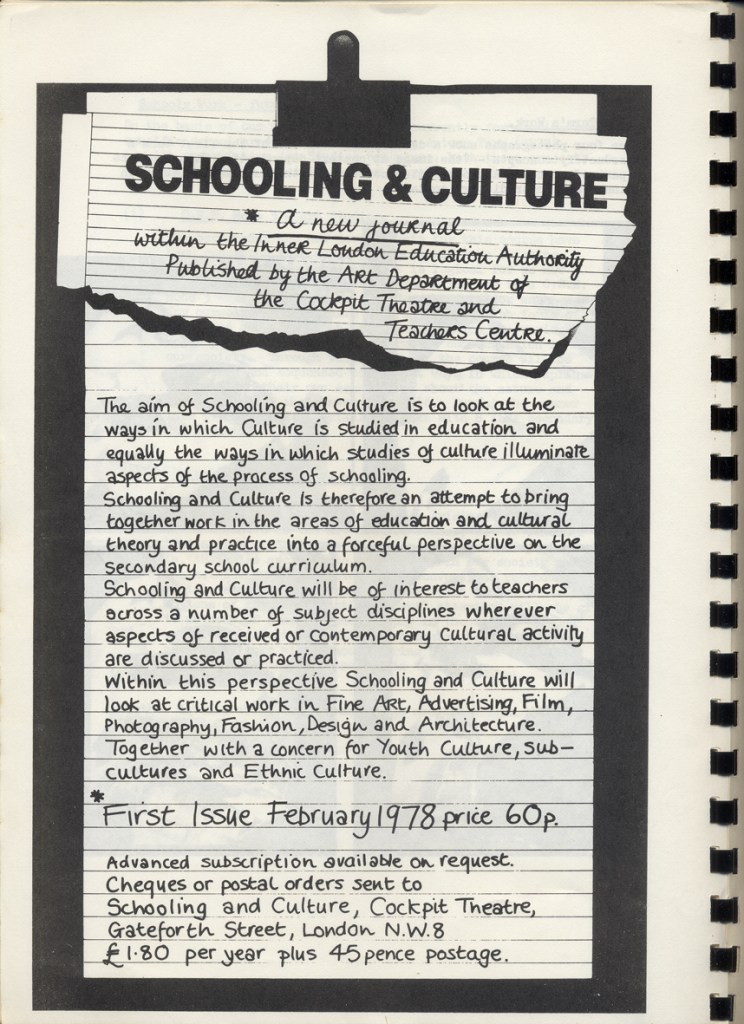 SCHOOLING & CULTURE
* a new journal
within the Inner London Education Authority
Published by the Art Department of
the Cockpit Theatre and
Teachers Centre.
The aim of Schooling and Culture is to look at the
ways in which Culture is studied in education and
equally the ways in which studies of culture illuminate
aspects of the process of schooling.
Schooling and Culture is therefore an attempt to bring
together work in the areas of education and cultural
theory and practice into a forceful perspective on the
secondary school curriculum.
Schooling and Culture will be of interest to teachers
across a number of subject disciplines wherever
aspects of received or contemporary cultural activity
are discussed or practiced.
Within this perspective Schooling and Culture will
look at critical work in Fine Art, Advertising, Film,
Photography, Fashion, Design and Architecture.
Together with a concern for Youth Culture, sub-
cultures and Ethnic Culture.
* First Issue February 1978 price 60p.
Advanced subscription available on request.
Cheques or postal orders sent to
Schooling and Culture, Cockpit Theatre,
Gateforth Street, London N.W.8
£1.80 per year plus 45 pence postage.